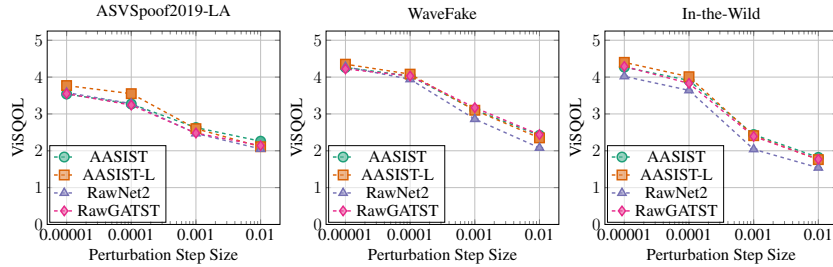 ASVSpoof2019-LA
5
4
3
2
1
0
ViSQOL
AASIST
AASIST-L
RawNet2
RawGATST
0.00001 0.0001 0.001 0.01
Perturbation Step Size
WaveFake
5
4
3
2
1
0
ViSQOL
AASIST
AASIST-L
RawNet2
RawGATST
0.00001 0.0001 0.001 0.01
Perturbation Step Size
In-the-Wild
5
4
3
2
1
0
ViSQOL
AASIST
AASIST-L
RawNet2
RawGATST
0.00001 0.0001 0.001 0.01
Perturbation Step Size